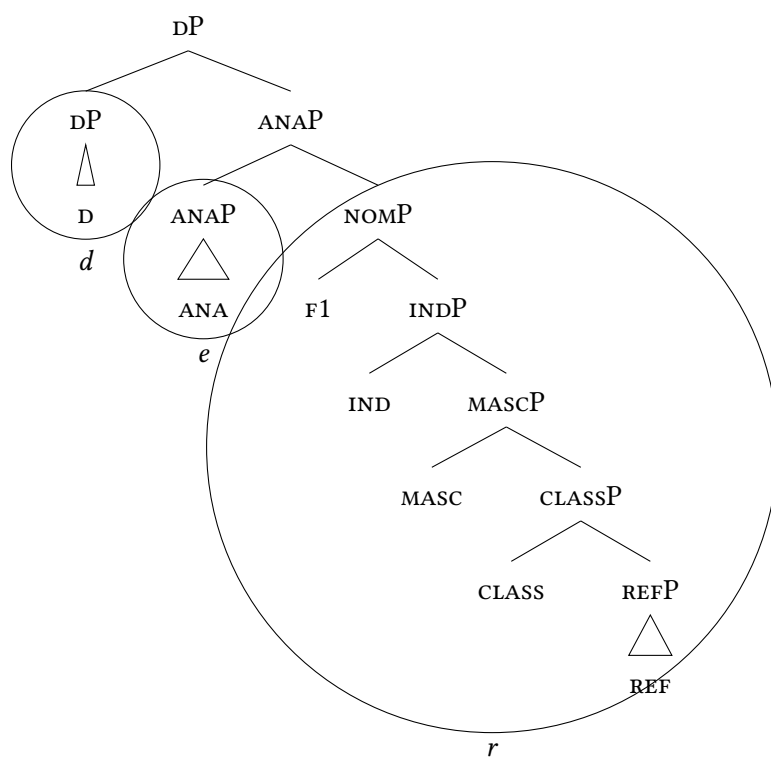 DP
DP ANAP
D ANAP NOMP
d
ANA F1 INDP
e
IND MASCP
MASC CLASSP
CLASS REFP
REF
r